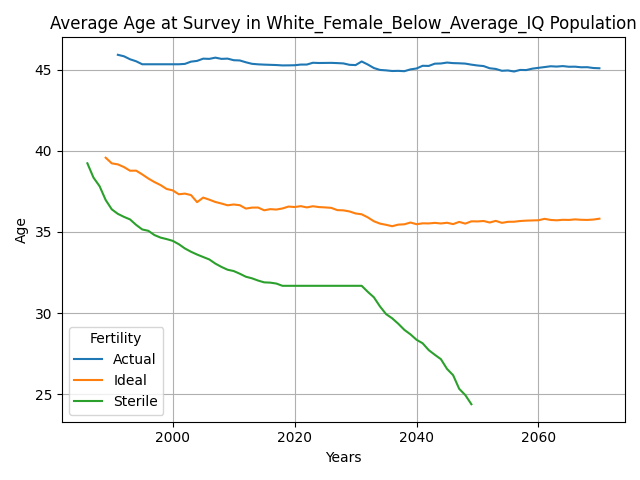 Average Age at Survey in White_Female_Below_Average_IQ Population
45
40
35
30
25
Age
Fertility
Actual
Ideal
Sterile
2000
2020
2040
2060
Years